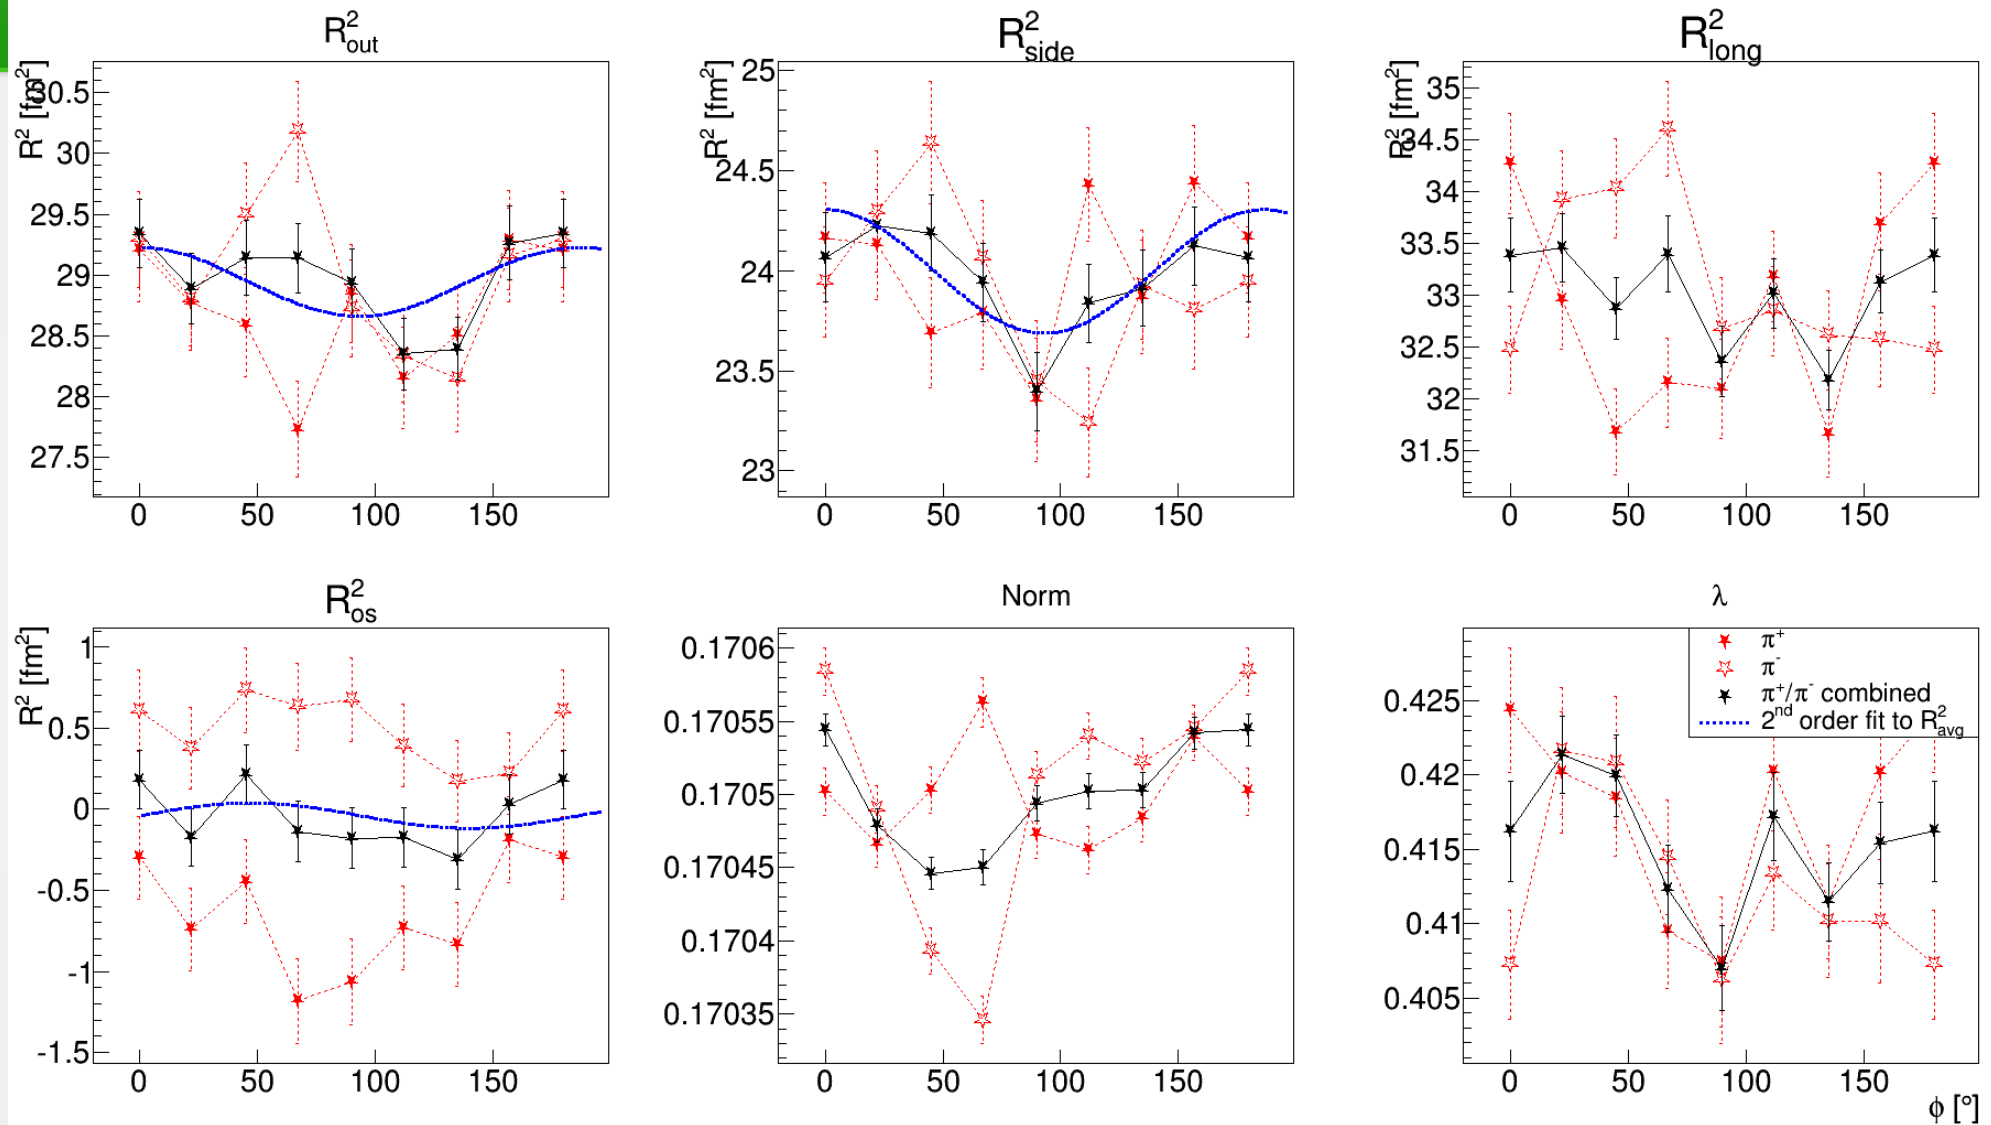 R²out
R² [fm²]
30.5
30
29.5
29
28.5
28
27.5
0 50 100 150
R²side
R² [fm²]
25
24.5
24
23.5
23
0 50 100 150
R²long
R² [fm²]
35
34.5
34
33.5
33
32.5
32
31.5
0 50 100 150
R²os
R² [fm²]
1
0.5
0
-0.5
-1
-1.5
0 50 100 150
Norm
0.1706
0.17055
0.1705
0.17045
0.1704
0.17035
0 50 100 150
λ
π⁺
π⁻
π⁺/π⁻ combined
2nd order fit to R²avg
0.425
0.42
0.415
0.41
0.405
0 50 100 150
ϕ [°]